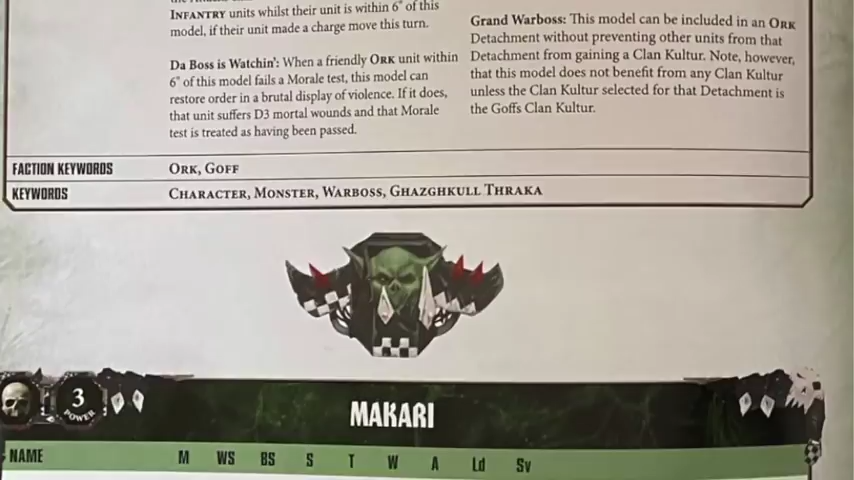 INFANTRY units whilst their unit is within 6" of this
model, if their unit made a charge move this turn.
Da Boss is Watchin': When a friendly ORK unit within
6" of this model fails a Morale test, this model can
restore order in a brutal display of violence. If it does,
that unit suffers D3 mortal wounds and that Morale
test is treated as having been passed.
Grand Warboss: This model can be included in an ORK
Detachment without preventing other units from that
Detachment from gaining a Clan Kultur. Note, however,
that this model does not benefit from any Clan Kultur
unless the Clan Kultur selected for that Detachment is
the Goffs Clan Kultur.
FACTION KEYWORDS ORK, GOFF
KEYWORDS CHARACTER, MONSTER, WARBOSS, GHAZGHKULL THRAKA
3
POWER
MAKARI
NAME M WS BS S T W A Ld Sv